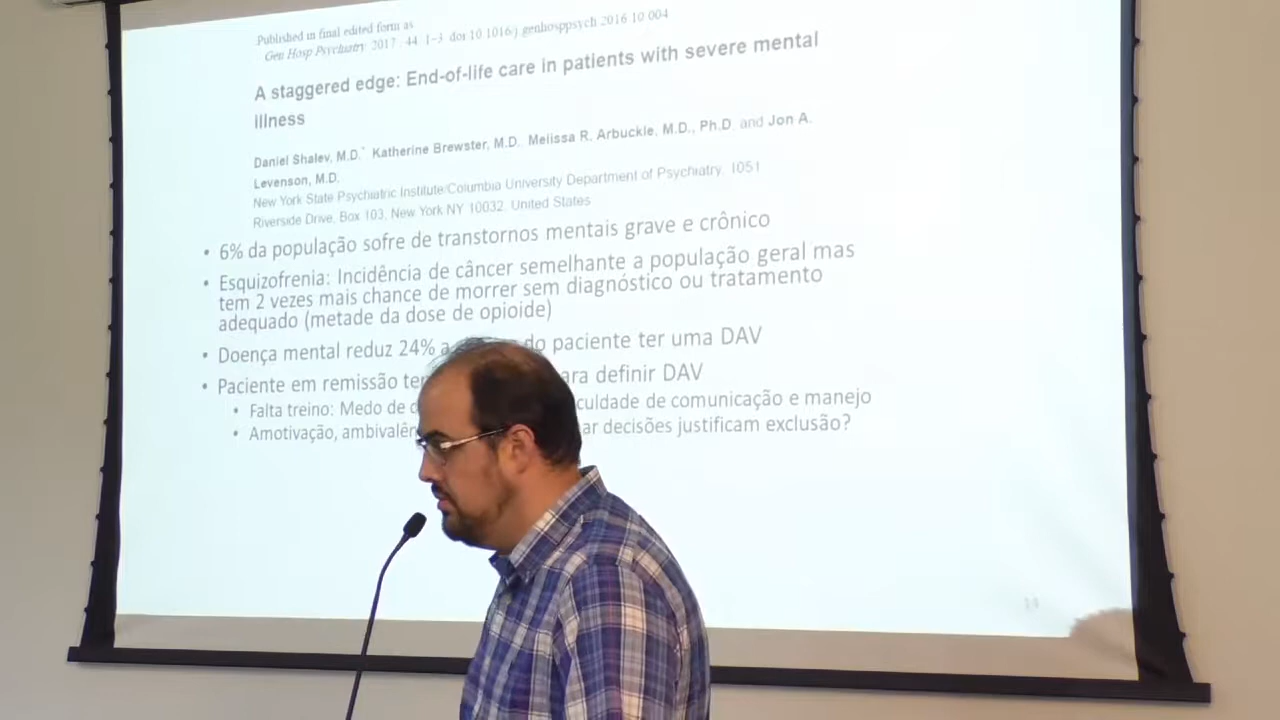 Published in final edited form as
Gen Hosp Psychiatry. 2017 ; 44: 1–3. doi:10.1016/j.genhosppsych.2016.10.004
A staggered edge: End-of-life care in patients with severe mental
illness
Daniel Shalev, M.D.*, Katherine Brewster, M.D., Melissa R. Arbuckle, M.D., Ph.D. and Jon A.
Levenson, M.D.
New York State Psychiatric Institute/Columbia University Department of Psychiatry, 1051
Riverside Drive, Box 103, New York NY 10032, United States
• 6% da população sofre de transtornos mentais grave e crônico
• Esquizofrenia: Incidência de câncer semelhante a população geral mas
tem 2 vezes mais chance de morrer sem diagnóstico ou tratamento
adequado (metade da dose de opioide)
• Doença mental reduz 24% a do paciente ter uma DAV
• Paciente em remissão para definir DAV
• Falta treino: Medo de de comunicação e manejo
• Amotivação, decisões justificam exclusão?
14